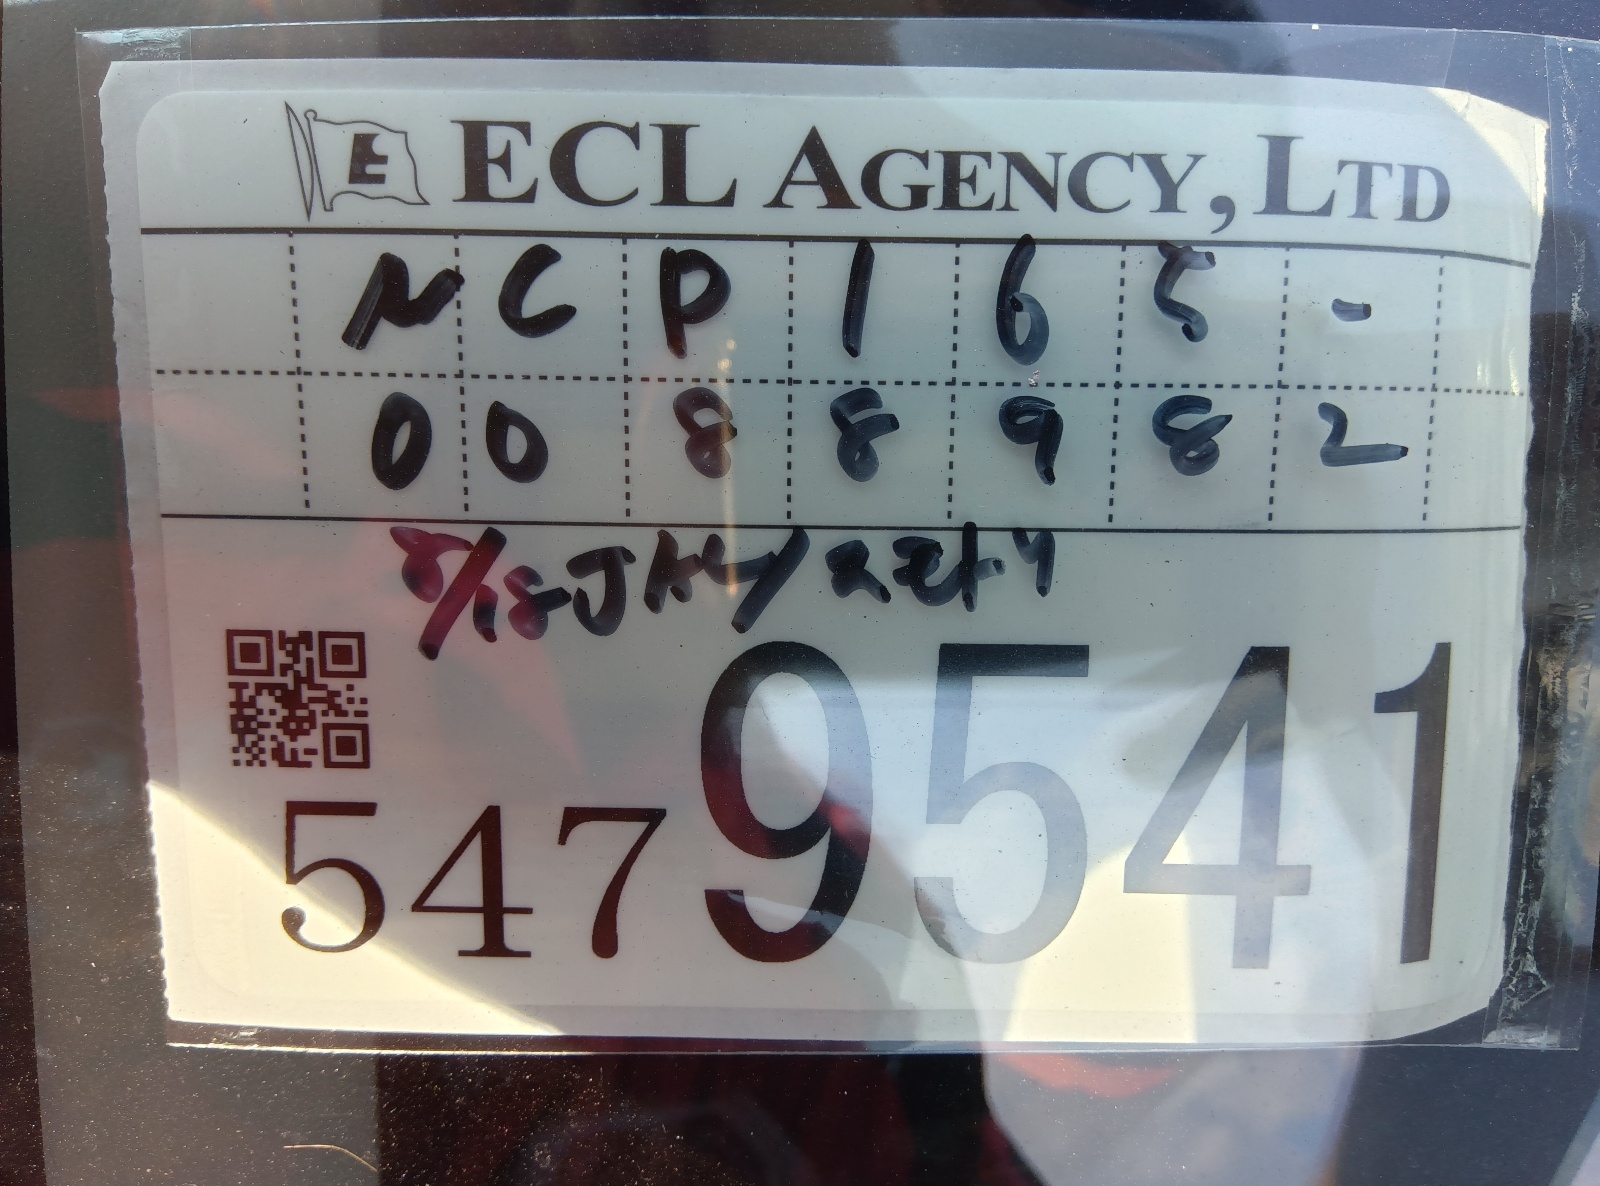 E ECL AGENCY, LTD
NCP165-
0088982
5479541